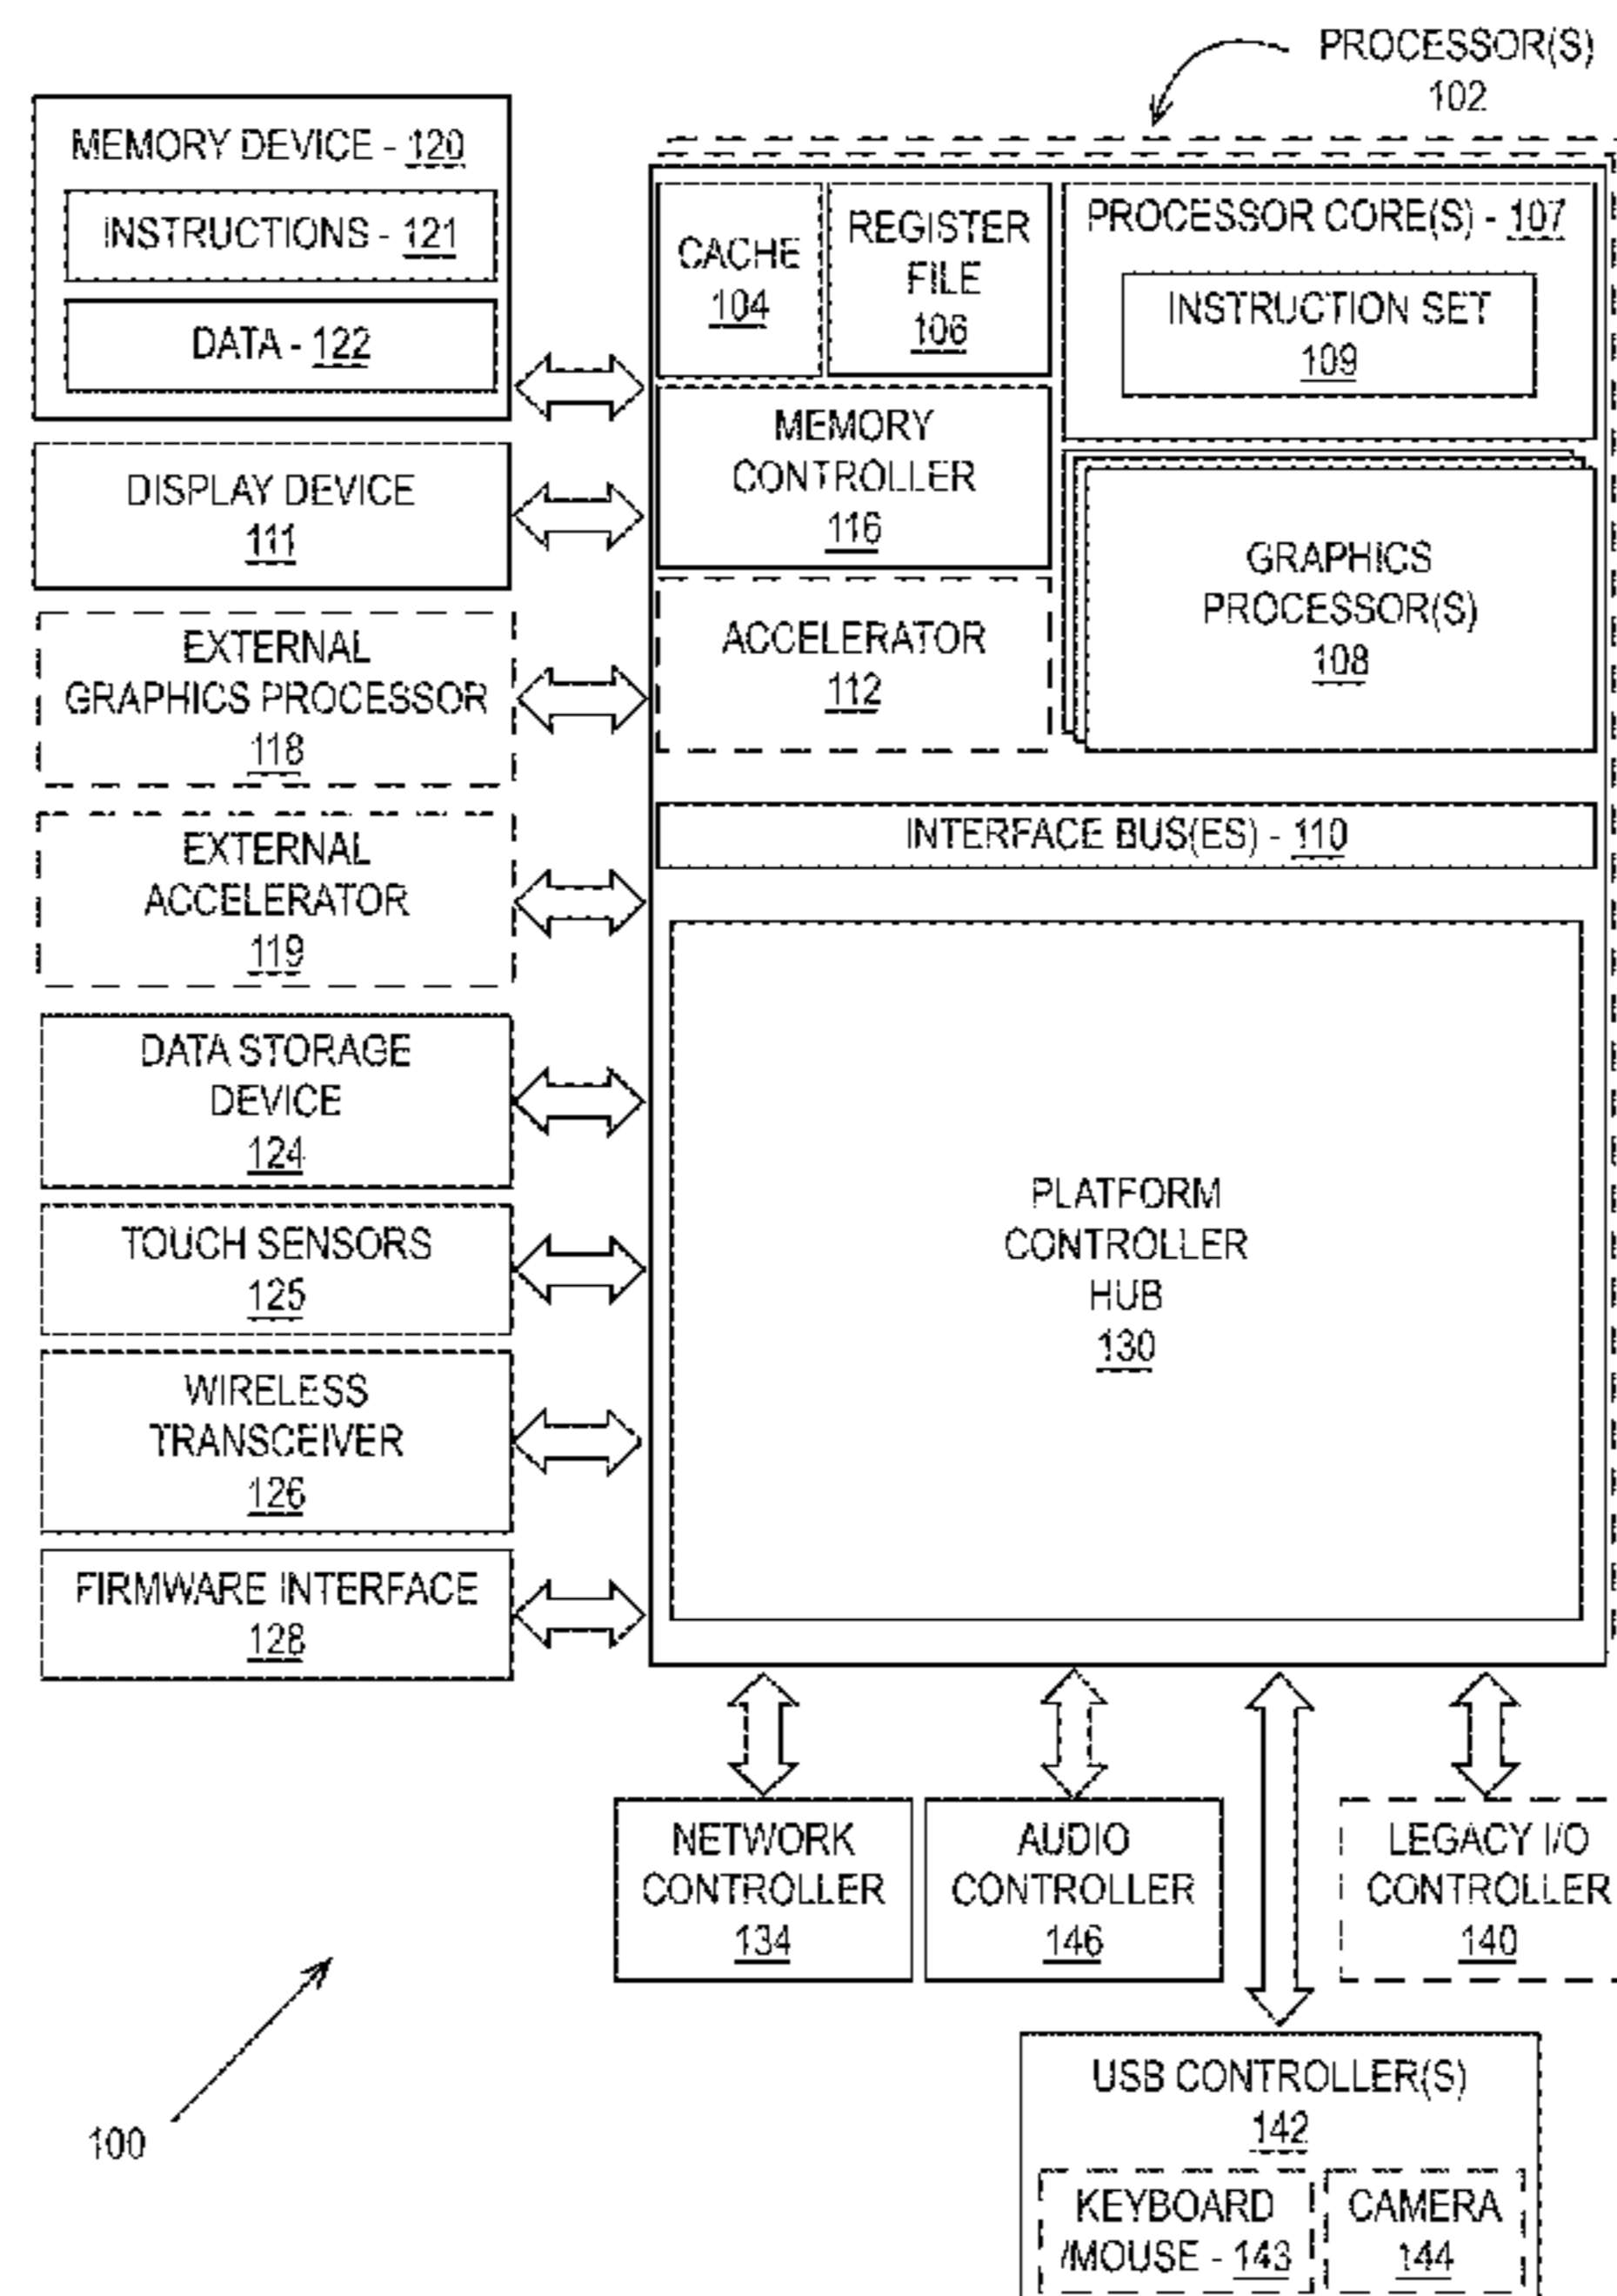 PROCESSOR(S)
102
MEMORY DEVICE - 120
INSTRUCTIONS - 121
DATA - 122
DISPLAY DEVICE
111
EXTERNAL
GRAPHICS PROCESSOR
118
EXTERNAL
ACCELERATOR
119
DATA STORAGE
DEVICE
124
TOUCH SENSORS
125
WIRELESS
TRANSCEIVER
126
FIRMWARE INTERFACE
128
CACHE
104
REGISTER
FILE
106
PROCESSOR CORE(S) - 107
INSTRUCTION SET
109
MEMORY
CONTROLLER
116
GRAPHICS
PROCESSOR(S)
108
ACCELERATOR
112
INTERFACE BUS(ES) - 110
PLATFORM
CONTROLLER
HUB
130
NETWORK
CONTROLLER
134
AUDIO
CONTROLLER
146
LEGACY I/O
CONTROLLER
140
USB CONTROLLER(S)
142
KEYBOARD
/MOUSE - 143
CAMERA
144
100